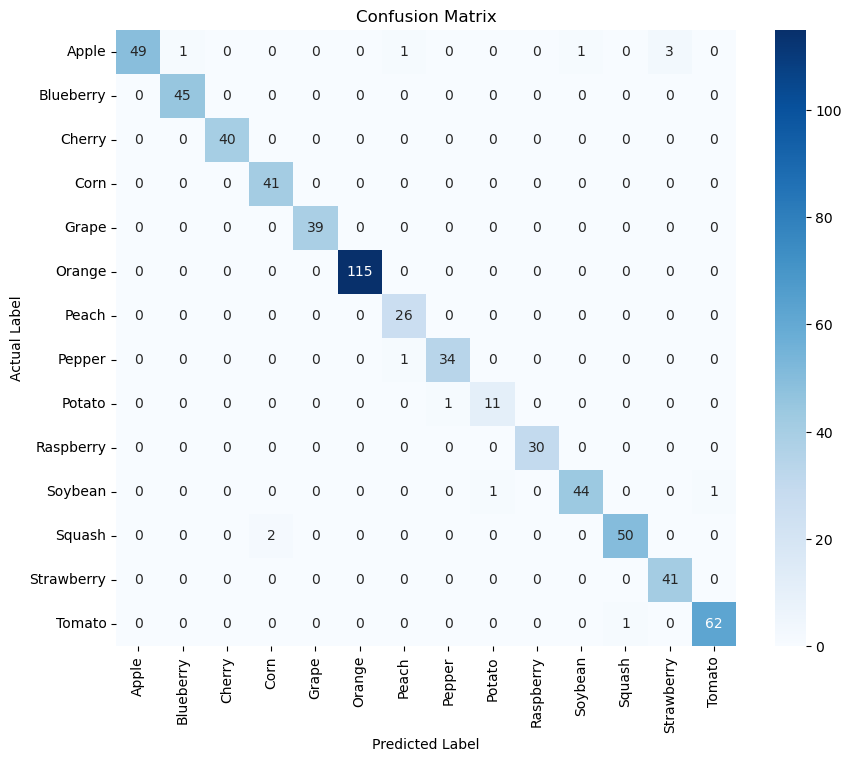 Confusion Matrix
Apple 49 1 0 0 0 0 1 0 0 0 1 0 3 0
Blueberry 0 45 0 0 0 0 0 0 0 0 0 0 0 0
Cherry 0 0 40 0 0 0 0 0 0 0 0 0 0 0
Corn 0 0 0 41 0 0 0 0 0 0 0 0 0 0
Grape 0 0 0 0 39 0 0 0 0 0 0 0 0 0
Orange 0 0 0 0 0 115 0 0 0 0 0 0 0 0
Peach 0 0 0 0 0 0 26 0 0 0 0 0 0 0
Pepper 0 0 0 0 0 0 1 34 0 0 0 0 0 0
Potato 0 0 0 0 0 0 0 1 11 0 0 0 0 0
Raspberry 0 0 0 0 0 0 0 0 0 30 0 0 0 0
Soybean 0 0 0 0 0 0 0 0 1 0 44 0 0 1
Squash 0 0 0 2 0 0 0 0 0 0 0 50 0 0
Strawberry 0 0 0 0 0 0 0 0 0 0 0 0 41 0
Tomato 0 0 0 0 0 0 0 0 0 0 0 1 0 62
Actual Label
Apple Blueberry Cherry Corn Grape Orange Peach Pepper Potato Raspberry Soybean Squash Strawberry Tomato
Predicted Label
100
80
60
40
20
0